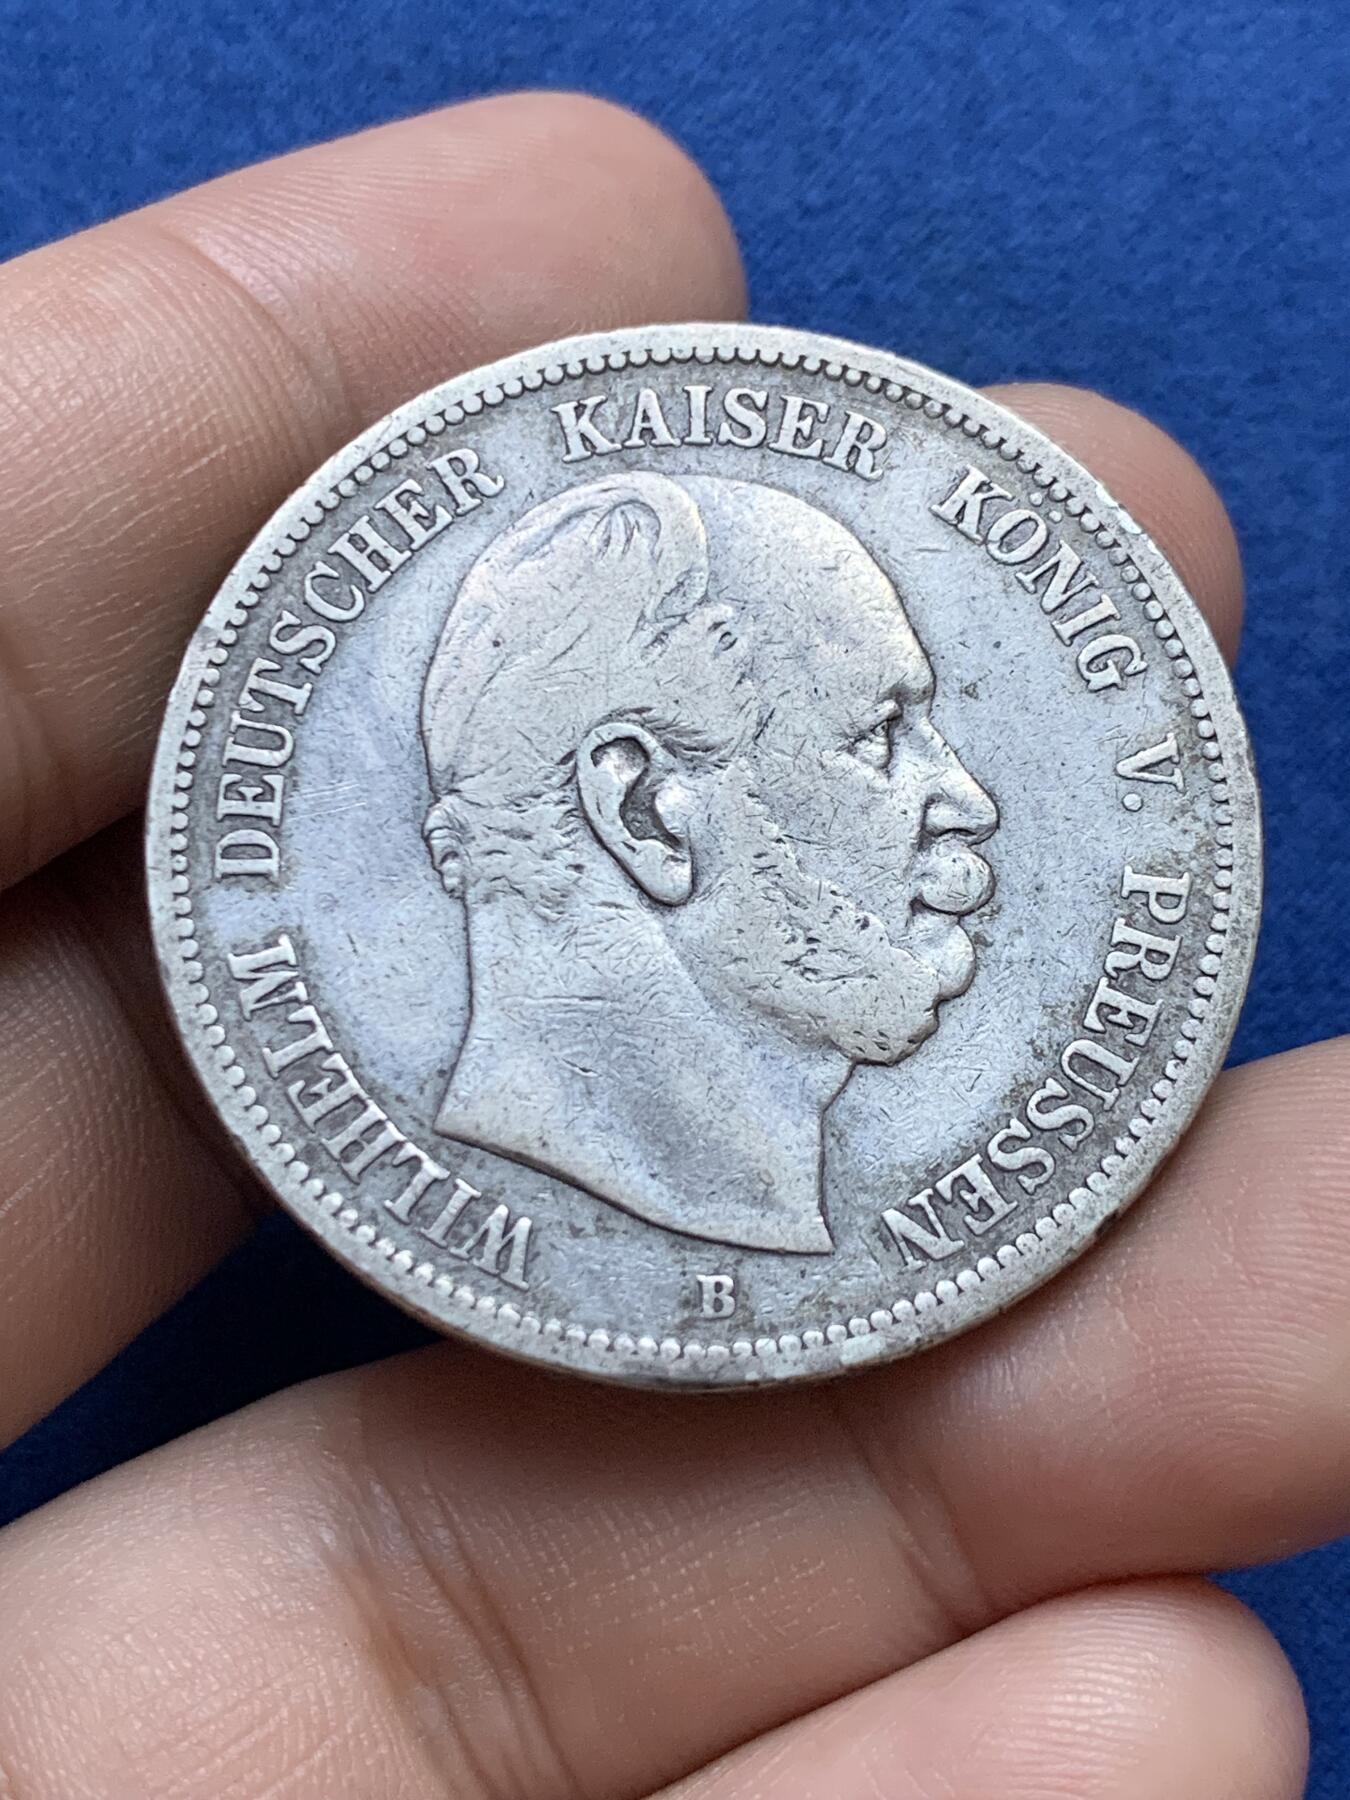 WILHELM DEUTSCHER KAISER KÖNIG V. PREUSSEN
B